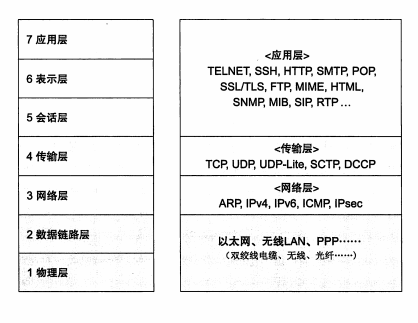 7 应用层
6 表示层
5 会话层
4 传输层
3 网络层
2 数据链路层
1 物理层
<应用层>
TELNET, SSH, HTTP, SMTP, POP,
SSL/TLS, FTP, MIME, HTML,
SNMP, MIB, SIP, RTP ...
<传输层>
TCP, UDP, UDP-Lite, SCTP, DCCP
<网络层>
ARP, IPv4, IPv6, ICMP, IPsec
以太网、无线LAN、PPP……
(双绞线电缆、无线、光纤……)